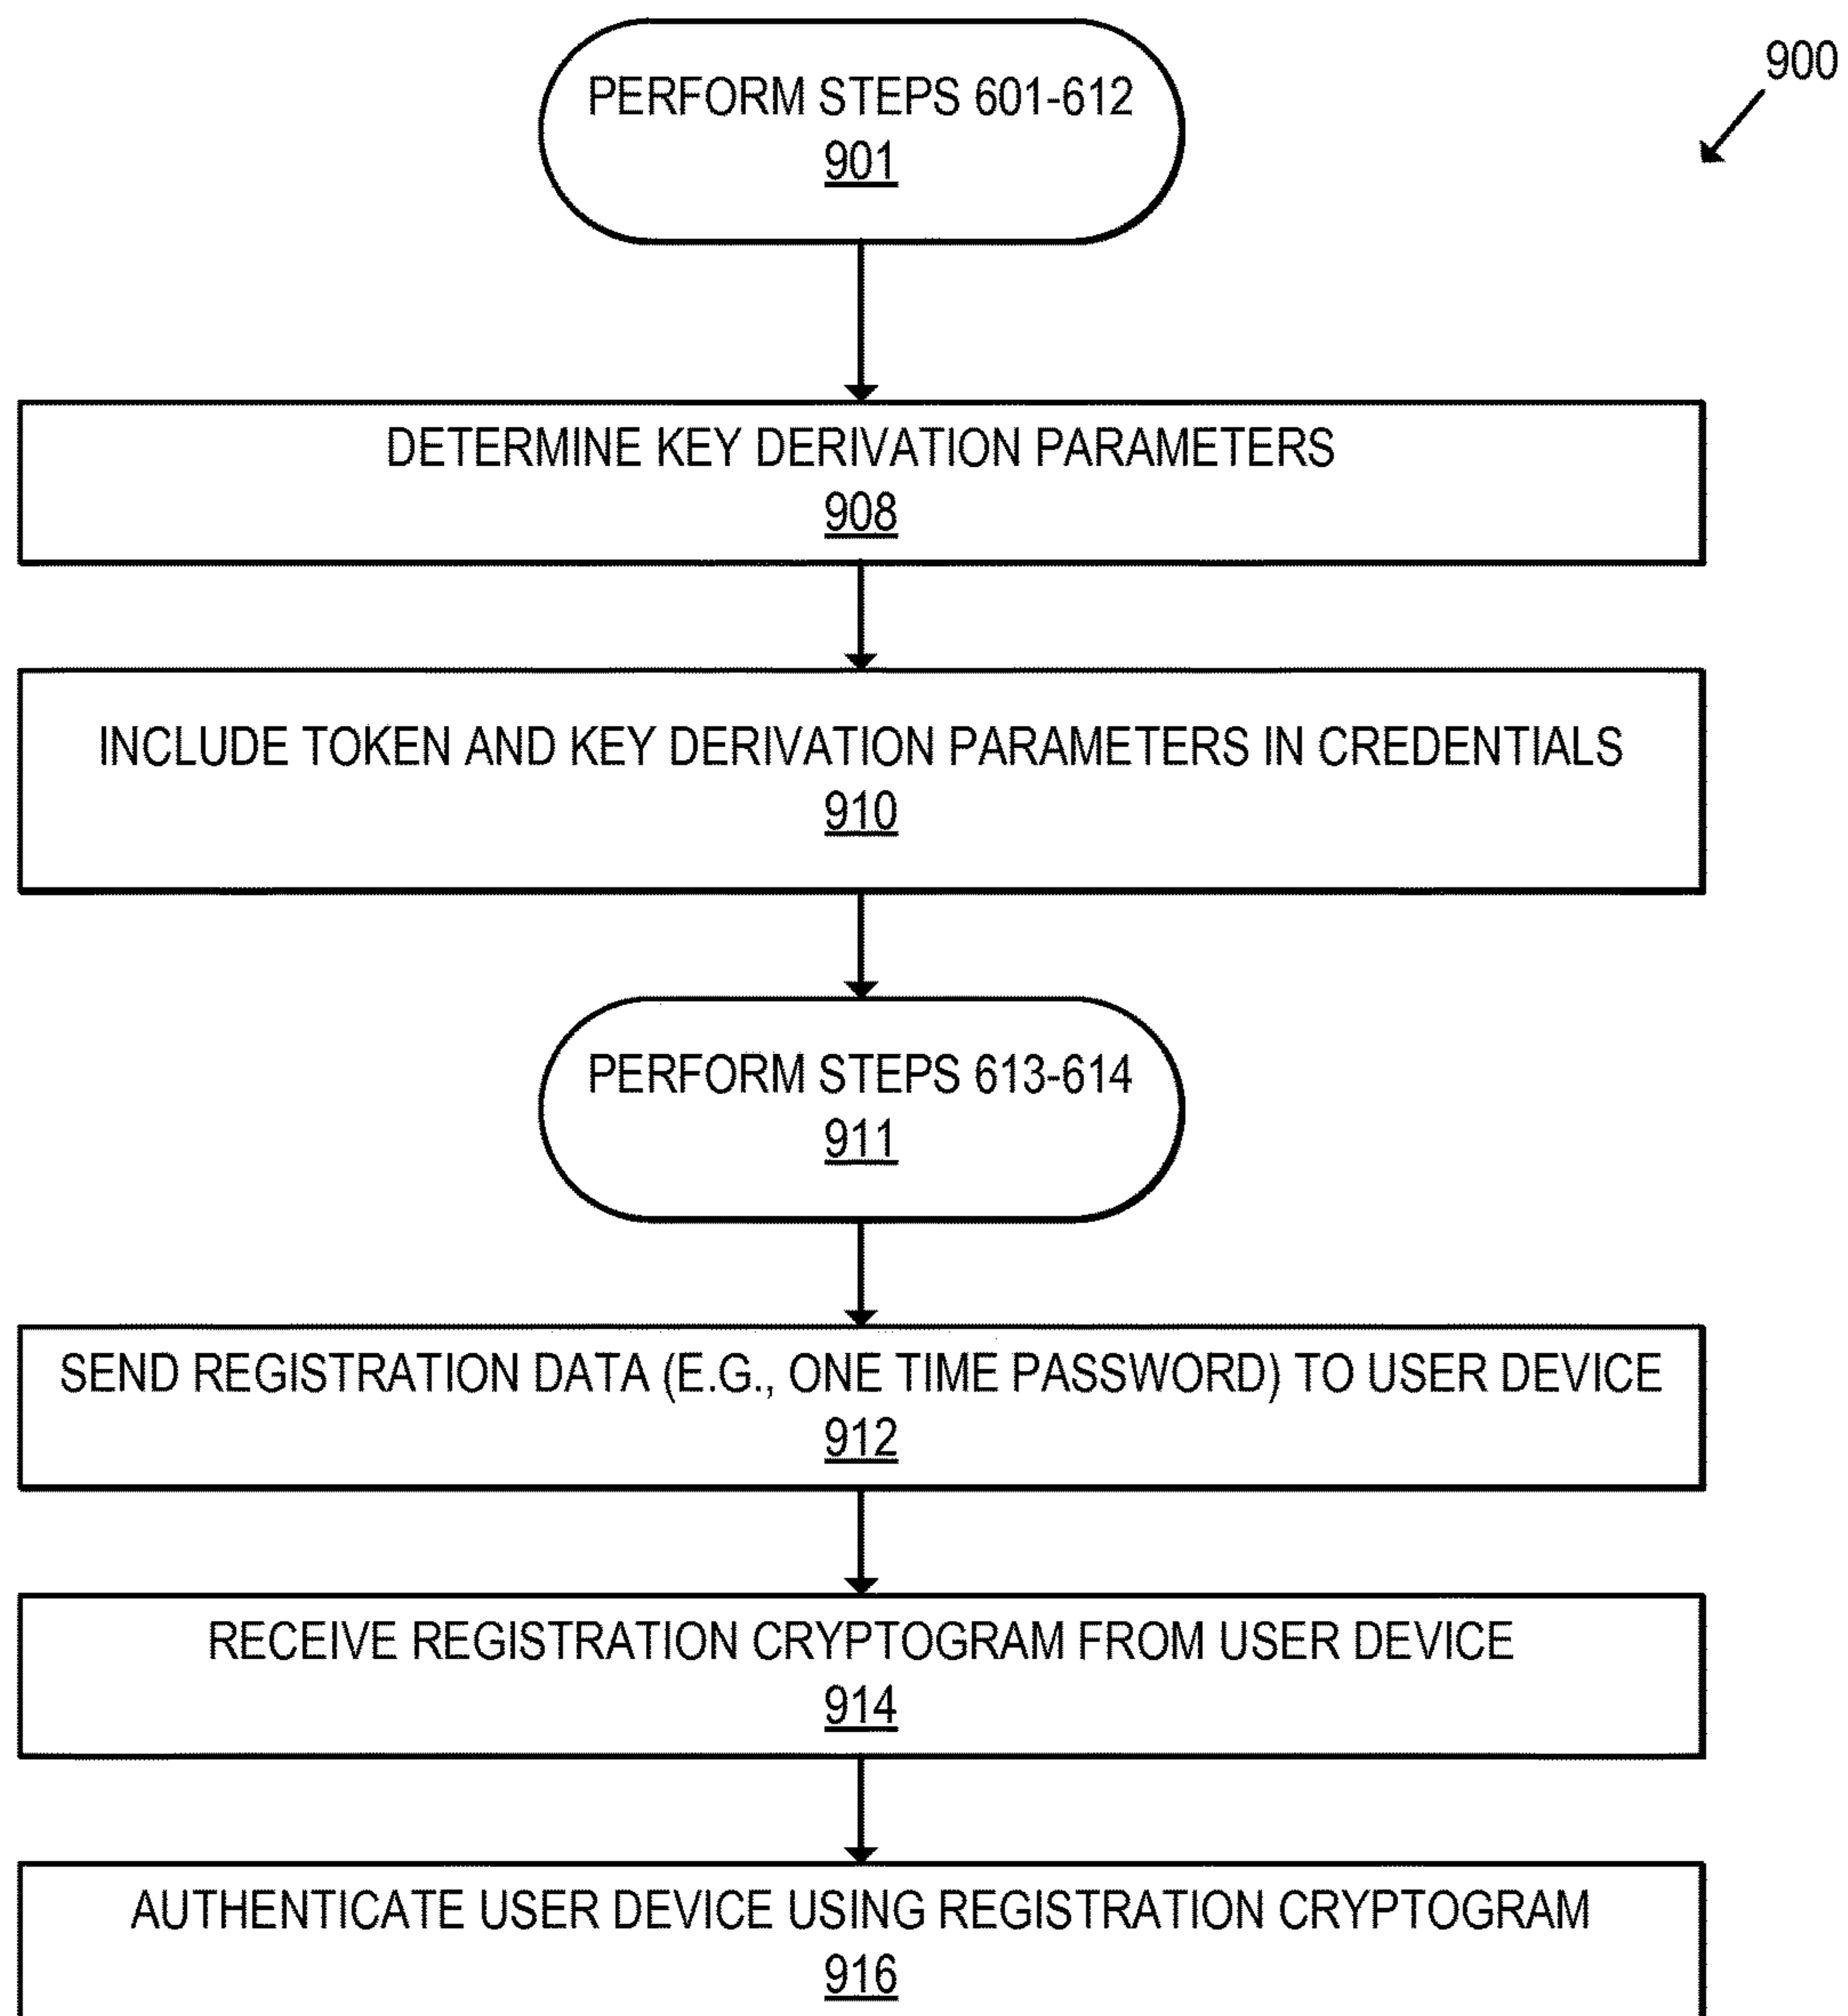 PERFORM STEPS 601-612
901
900
DETERMINE KEY DERIVATION PARAMETERS
908
INCLUDE TOKEN AND KEY DERIVATION PARAMETERS IN CREDENTIALS
910
PERFORM STEPS 613-614
911
SEND REGISTRATION DATA (E.G., ONE TIME PASSWORD) TO USER DEVICE
912
RECEIVE REGISTRATION CRYPTOGRAM FROM USER DEVICE
914
AUTHENTICATE USER DEVICE USING REGISTRATION CRYPTOGRAM
916